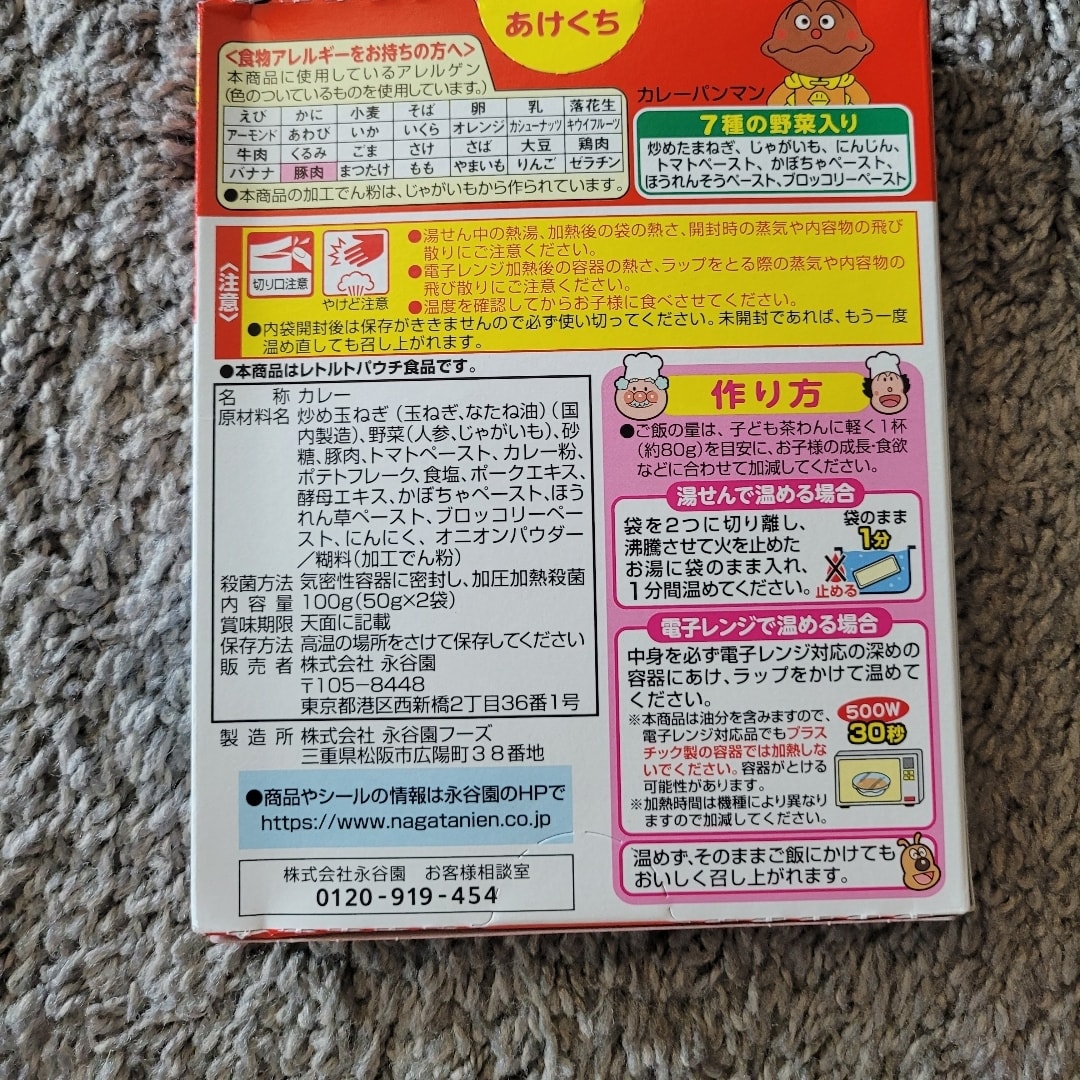 あけくち
<食物アレルギーをお持ちの方へ>
本商品に使用しているアレルゲン
(色のついているものを使用しています。)
えび かに 小麦 そば 卵 乳 落花生
アーモンド あわび いか いくら オレンジ カシューナッツ キウイフルーツ
牛肉 くるみ ごま さけ さば 大豆 鶏肉
バナナ 豚肉 まつたけ もも やまいも りんご ゼラチン
●本商品の加工でん粉は、じゃがいもから作られています。
カレーパンマン
7種の野菜入り
炒めたまねぎ、じゃがいも、にんじん、
トマトペースト、かぼちゃペースト、
ほうれんそうペースト、ブロッコリーペースト
<注意>
切り口注意
やけど注意
●湯せん中の熱湯、加熱後の袋の熱さ、開封時の蒸気や内容物の飛び
散りにご注意ください。
●電子レンジ加熱後の容器の熱さ、ラップをとる際の蒸気や内容物の
飛び散りにご注意ください。
●温度を確認してからお子様に食べさせてください。
●内袋開封後は保存がききませんので必ず使い切ってください。未開封であれば、もう一度
温め直しても召し上がれます。
●本商品はレトルトパウチ食品です。
名称 カレー
原材料名 炒め玉ねぎ(玉ねぎ、なたね油)(国
内製造)、野菜(人参、じゃがいも)、砂
糖、豚肉、トマトペースト、カレー粉、
ポテトフレーク、食塩、ポークエキス、
酵母エキス、かぼちゃペースト、ほう
れん草ペースト、ブロッコリーペー
スト、にんにく、オニオンパウダー
/糊料(加工でん粉)
殺菌方法 気密性容器に密封し、加圧加熱殺菌
内容量 100g(50g×2袋)
賞味期限 天面に記載
保存方法 高温の場所をさけて保存してください
販売者 株式会社 永谷園
〒105-8448
東京都港区西新橋2丁目36番1号
製造所 株式会社 永谷園フーズ
三重県松阪市広陽町38番地
●商品やシールの情報は永谷園のHPで
https://www.nagatanien.co.jp
株式会社永谷園 お客様相談室
0120-919-454
作り方
●ご飯の量は、子ども茶わんに軽く1杯
(約80g)を目安に、お子様の成長・食欲
などに合わせて加減してください。
湯せんで温める場合
袋を2つに切り離し、
沸騰させて火を止めた
お湯に袋のまま入れ、
1分間温めてください。
袋のまま
1分
止める
電子レンジで温める場合
中身を必ず電子レンジ対応の深めの
容器にあけ、ラップをかけて温めて
ください。
※本商品は油分を含みますので、
電子レンジ対応品でもプラス
チック製の容器では加熱しな
いでください。容器がとける
可能性があります。
※加熱時間は機種により異なり
ますので加減してください。
500W
30秒
温めず、そのままご飯にかけても
おいしく召し上がれます。